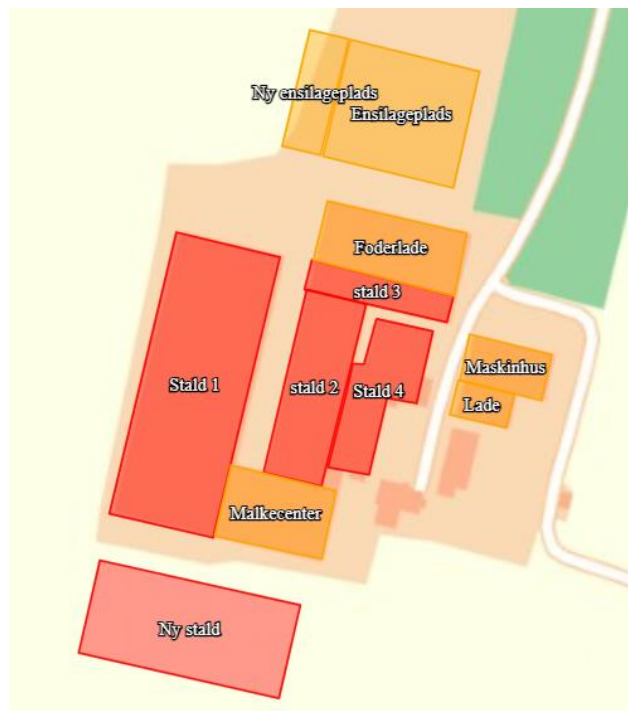 Ny ensilageplads
Ensilageplads
Foderlade
stald 3
Stald 1
stald 2
Stald 4
Maskinhus
Lade
Malkecenter
Ny stald